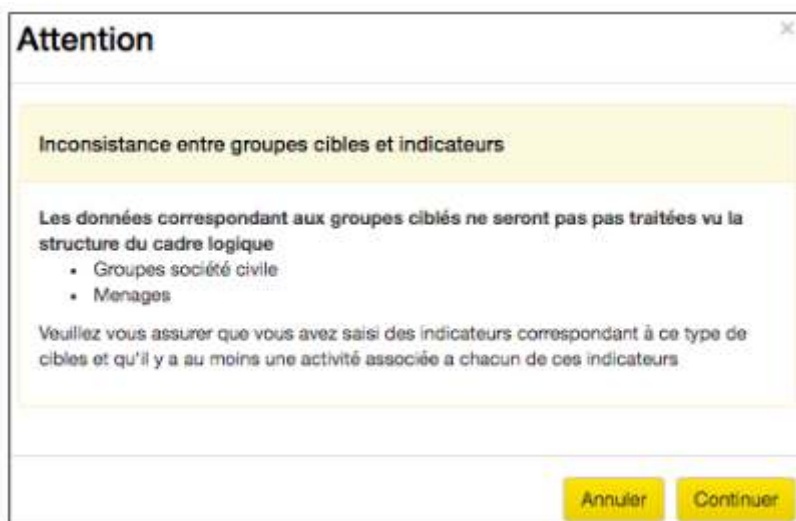 Attention
×
Inconsistance entre groupes cibles et indicateurs
Les données correspondant aux groupes ciblés ne seront pas pas traitées vu la
structure du cadre logique
• Groupes société civile
• Menages
Veuillez vous assurer que vous avez saisi des indicateurs correspondant à ce type de
cibles et qu'il y a au moins une activité associée a chacun de ces indicateurs
Annuler Continuer